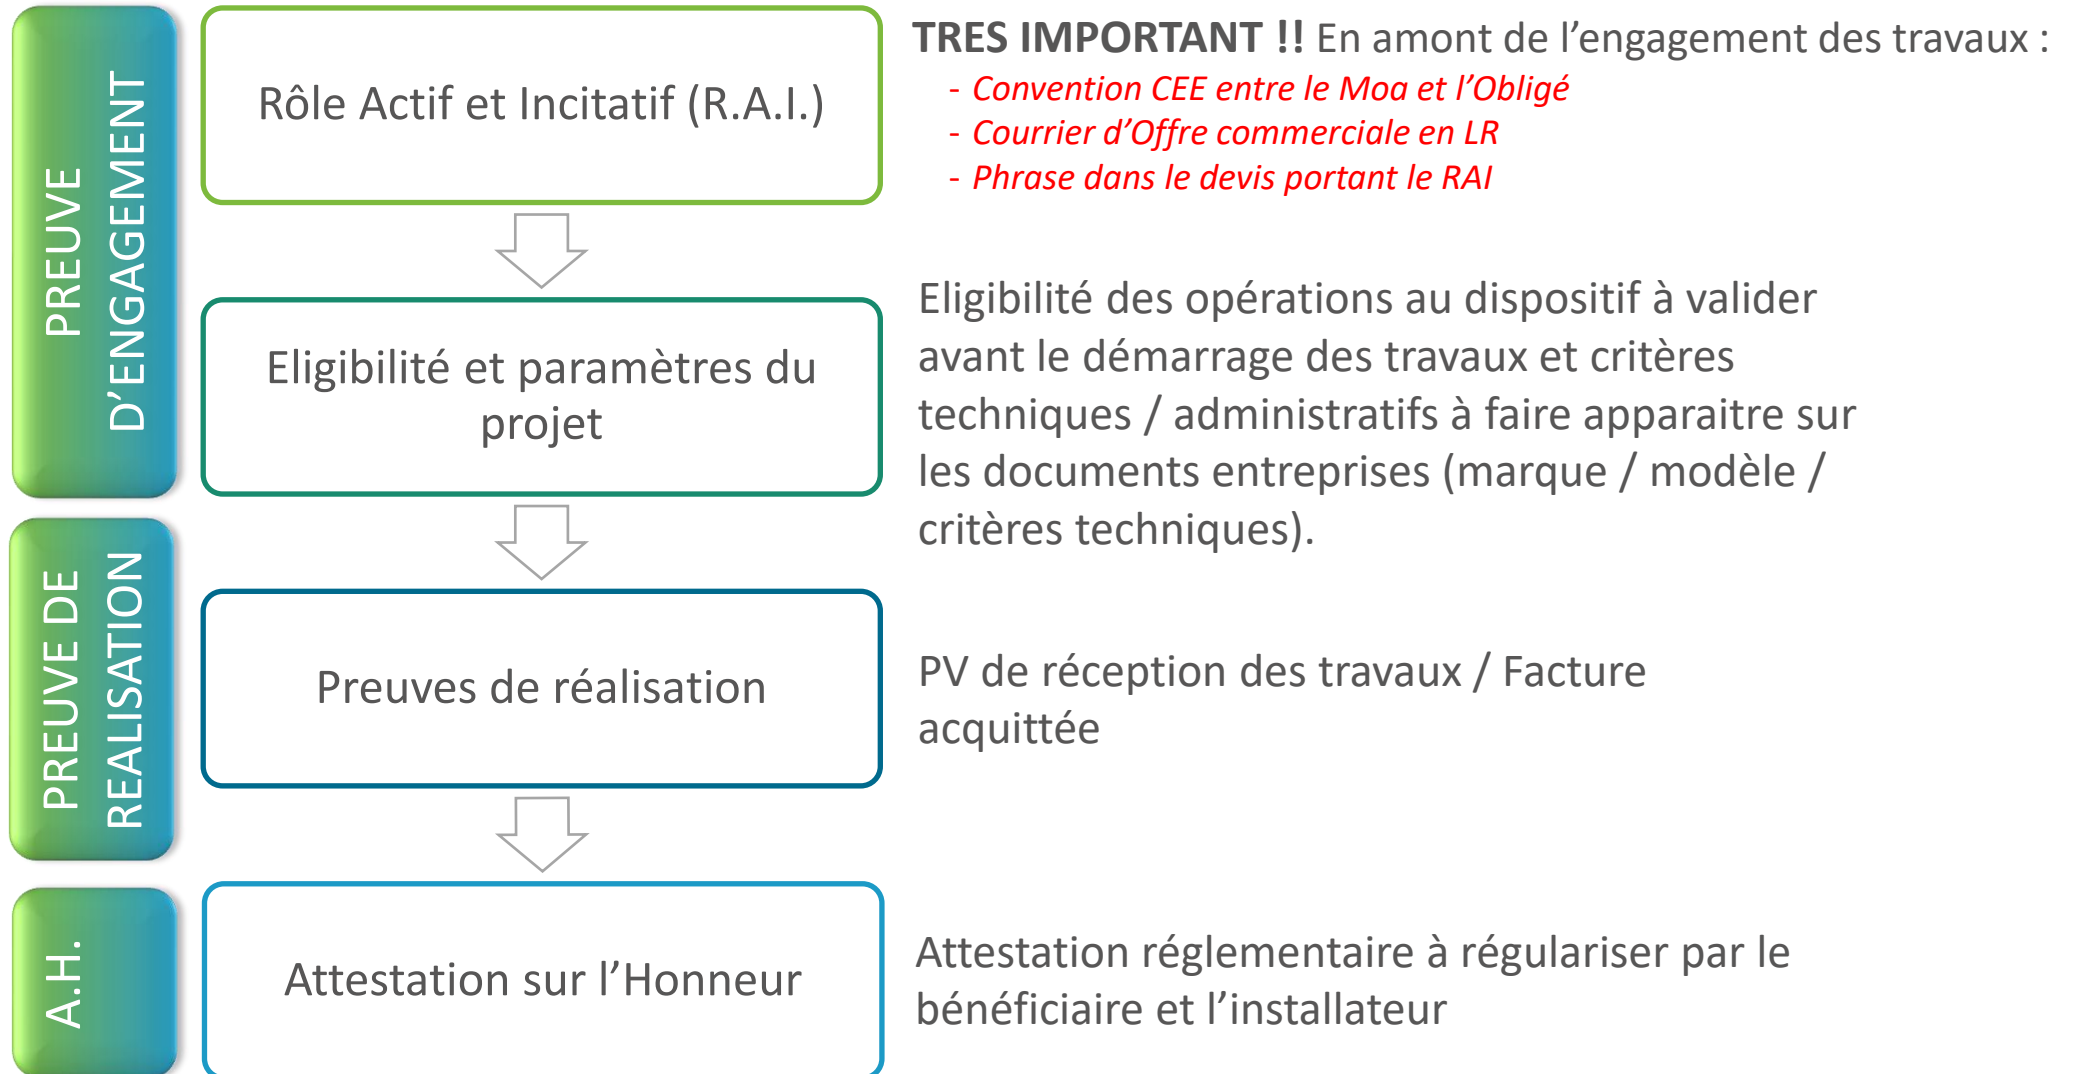 PREUVE
D’ENGAGEMENT
Rôle Actif et Incitatif (R.A.I.)
TRES IMPORTANT !! En amont de l’engagement des travaux :
- Convention CEE entre le Moa et l’Obligé
- Courrier d’Offre commerciale en LR
- Phrase dans le devis portant le RAI
Eligibilité et paramètres du
projet
Eligibilité des opérations au dispositif à valider
avant le démarrage des travaux et critères
techniques / administratifs à faire apparaitre sur
les documents entreprises (marque / modèle /
critères techniques).
PREUVE DE
REALISATION
Preuves de réalisation
PV de réception des travaux / Facture
acquittée
A.H.
Attestation sur l’Honneur
Attestation réglementaire à régulariser par le
bénéficiaire et l’installateur